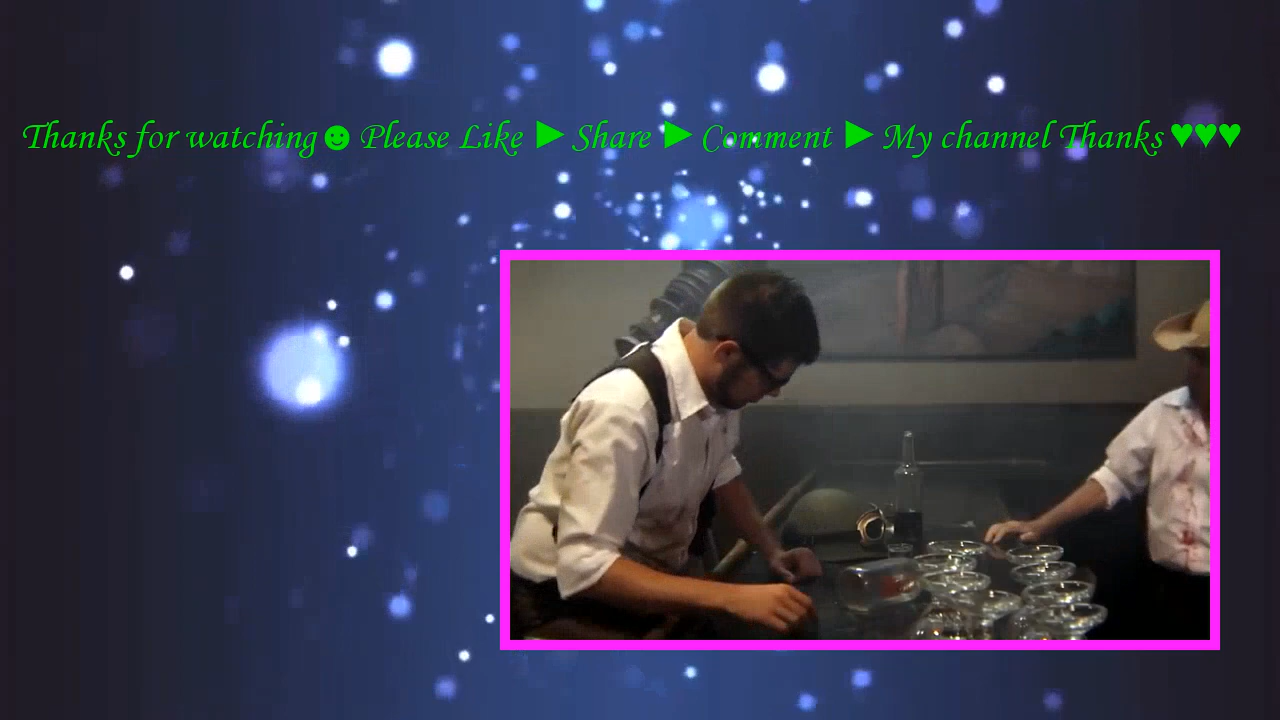 Thanks for watching☻Please Like ► Share ► Comment ► My channel Thanks ♥♥♥